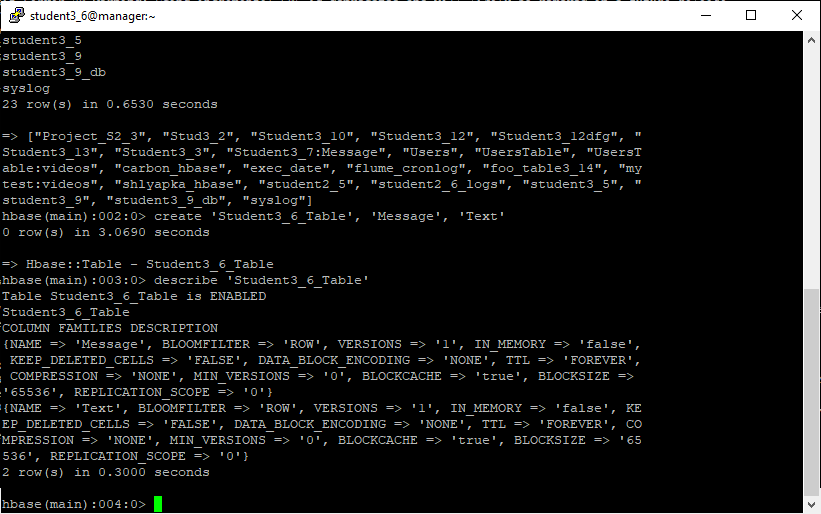 student3_6@manager:~
student3_5
student3_9
student3_9_db
syslog
23 row(s) in 0.6530 seconds
=> ["Project_S2_3", "Stud3_2", "Student3_10", "Student3_12", "Student3_12dfg", "
Student3_13", "Student3_3", "Student3_7:Message", "Users", "UsersTable", "UsersT
able:videos", "carbon_hbase", "exec_date", "flume_cronlog", "foo_table3_14", "my
test:videos", "shlyapka_hbase", "student2_5", "student2_6_logs", "student3_5", "
student3_9", "student3_9_db", "syslog"]
hbase(main):002:0> create 'Student3_6_Table', 'Message', 'Text'
0 row(s) in 3.0690 seconds
=> Hbase::Table - Student3_6_Table
hbase(main):003:0> describe 'Student3_6_Table'
Table Student3_6_Table is ENABLED
Student3_6_Table
COLUMN FAMILIES DESCRIPTION
{NAME => 'Message', BLOOMFILTER => 'ROW', VERSIONS => '1', IN_MEMORY => 'false',
 KEEP_DELETED_CELLS => 'FALSE', DATA_BLOCK_ENCODING => 'NONE', TTL => 'FOREVER',
 COMPRESSION => 'NONE', MIN_VERSIONS => '0', BLOCKCACHE => 'true', BLOCKSIZE =>
'65536', REPLICATION_SCOPE => '0'}
{NAME => 'Text', BLOOMFILTER => 'ROW', VERSIONS => '1', IN_MEMORY => 'false', KE
EP_DELETED_CELLS => 'FALSE', DATA_BLOCK_ENCODING => 'NONE', TTL => 'FOREVER', CO
MPRESSION => 'NONE', MIN_VERSIONS => '0', BLOCKCACHE => 'true', BLOCKSIZE => '65
536', REPLICATION_SCOPE => '0'}
2 row(s) in 0.3000 seconds
hbase(main):004:0>